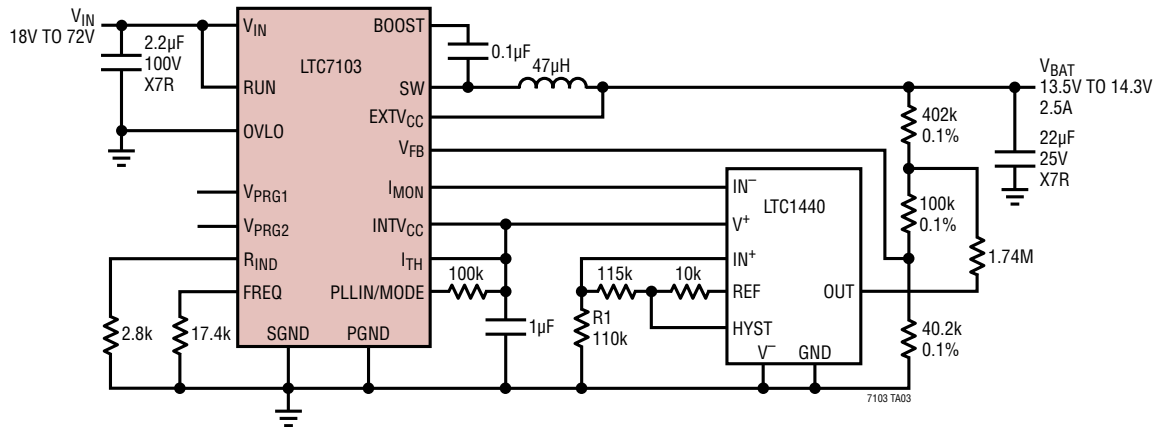 VIN
18V TO 72V
2.2µF
100V
X7R
VIN
RUN
OVLO
VPRG1
VPRG2
RIND
FREQ
LTC7103
SGND
PGND
BOOST
SW
EXTVCC
VFB
IMON
INTVCC
ITH
PLLIN/MODE
2.8k
17.4k
0.1µF
47µH
100k
1µF
115k
10k
R1
110k
IN–
V+
IN+
REF
HYST
LTC1440
OUT
V–
GND
402k
0.1%
100k
0.1%
1.74M
40.2k
0.1%
VBAT
13.5V TO 14.3V
2.5A
22µF
25V
X7R
7103 TA03